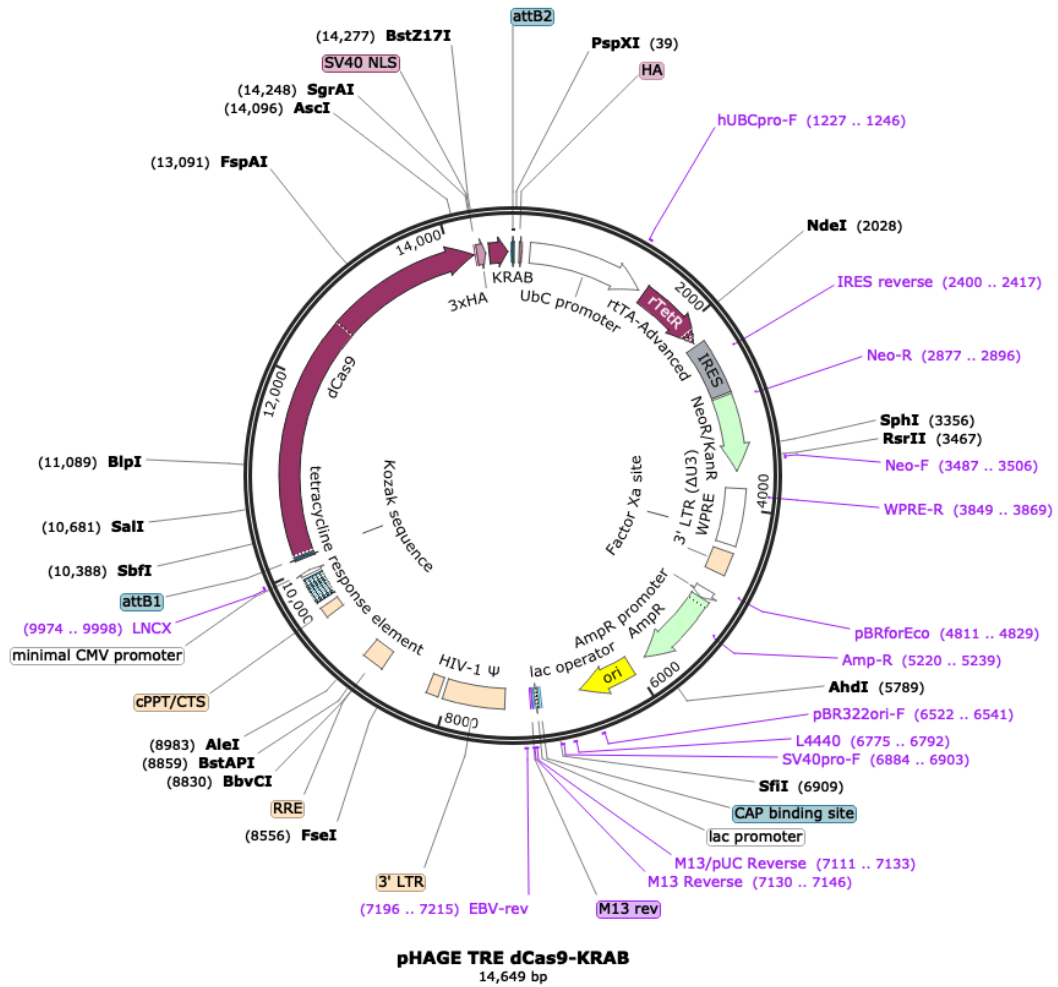 attB2
(14,277) BstZ17I
PspXI (39)
SV40 NLS
HA
(14,248) SgrAI
(14,096) AscI
hUBCpro-F (1227 .. 1246)
(13,091) FspAI
NdeI (2028)
14,000
KRAB
3xHA
UbC promoter
2000
rTetR
rtTA-Advanced
IRES reverse (2400 .. 2417)
IRES
Neo-R (2877 .. 2896)
12,000
dCas9
NeoR/KanR
SphI (3356)
RsrII (3467)
Neo-F (3487 .. 3506)
(11,089) BlpI
4000
WPRE-R (3849 .. 3869)
WPRE
3' LTR (ΔU3)
Factor Xa site
Kozak sequence
tetracycline response element
(10,681) SalI
(10,388) SbfI
attB1
10,000
(9974 .. 9998) LNCX
minimal CMV promoter
AmpR promoter
AmpR
pBRforEco (4811 .. 4829)
Amp-R (5220 .. 5239)
lac operator
ori
HIV-1 Ψ
6000
AhdI (5789)
cPPT/CTS
8000
pBR322ori-F (6522 .. 6541)
L4440 (6775 .. 6792)
SV40pro-F (6884 .. 6903)
(8983) AleI
(8859) BstAPI
(8830) BbvCI
SfiI (6909)
RRE
CAP binding site
(8556) FseI
lac promoter
M13/pUC Reverse (7111 .. 7133)
3' LTR
M13 Reverse (7130 .. 7146)
(7196 .. 7215) EBV-rev
M13 rev
pHAGE TRE dCas9-KRAB
14,649 bp